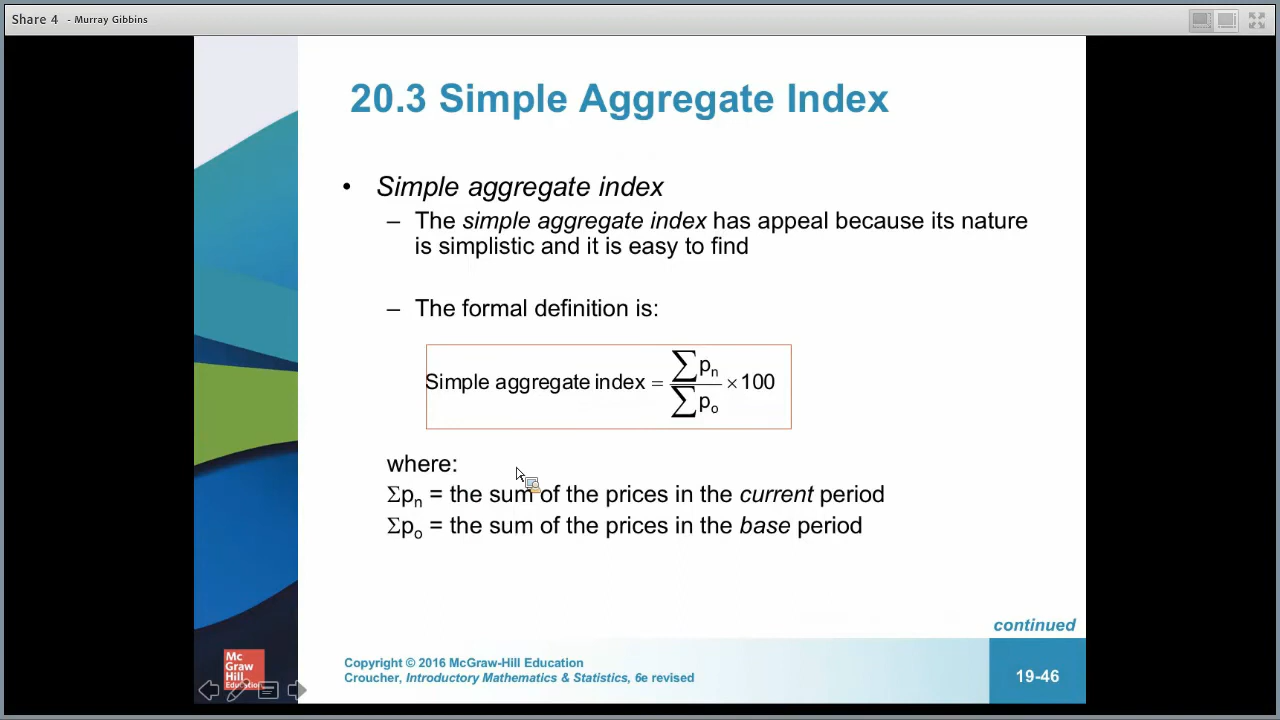 Share 4 - Murray Gibbins
20.3 Simple Aggregate Index
• Simple aggregate index
– The simple aggregate index has appeal because its nature
is simplistic and it is easy to find
– The formal definition is:
Simple aggregate index = ∑pₙ / ∑pₒ × 100
where:
Σpₙ = the sum of the prices in the current period
Σpₒ = the sum of the prices in the base period
continued
Mc
Graw
Hill
Education
Copyright © 2016 McGraw-Hill Education
Croucher, Introductory Mathematics & Statistics, 6e revised
19-46